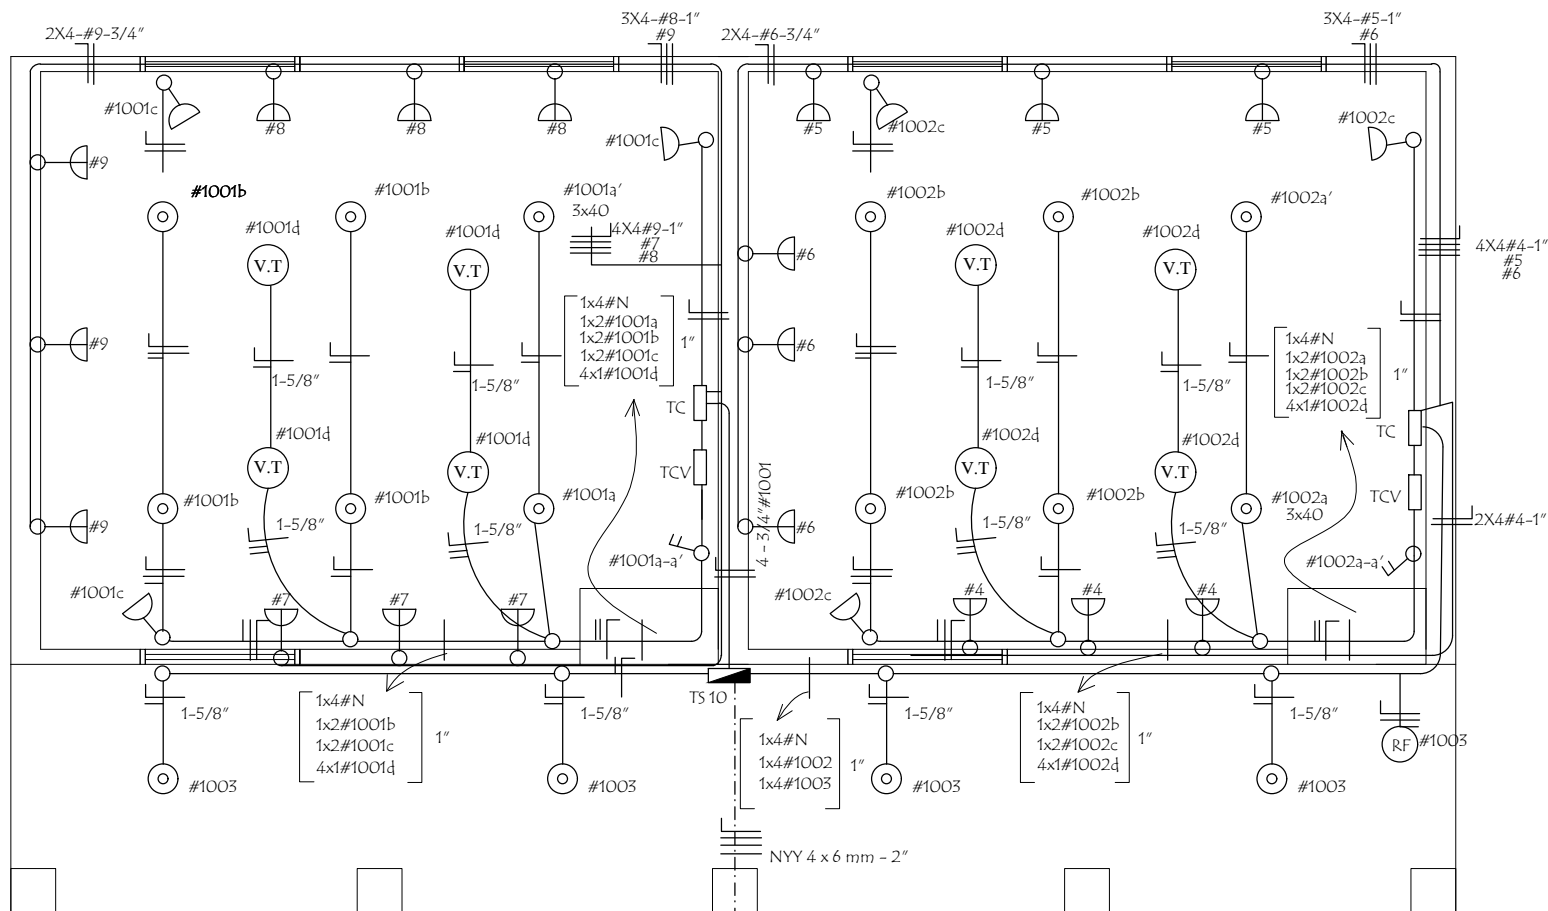 2X4-#9-3/4"
3X4-#8-1"
#9
2X4-#6-3/4"
3X4-#5-1"
#6
#1001c
#8
#8
#8
#1001c
#5
#1002c
#5
#5
#1002c
#9
#1001b
#1001b
#1001a'
3x40
4X4#9-1"
#7
#8
#1002b
#1002b
#1002a'
#1001d
#1001d
#1002d
#1002d
4X4#4-1"
#5
#6
V.T
V.T
#6
V.T
V.T
1x4#N
1x2#1001a
1x2#1001b
1x2#1001c
4x1#1001d
1"
#9
#6
1x4#N
1x2#1002a
1x2#1002b
1x2#1002c
4x1#1002d
1"
1-5/8"
1-5/8"
1-5/8"
1-5/8"
TC
TC
#1001d
#1001d
#1002d
#1002d
V.T
V.T
TCV
V.T
V.T
TCV
#1001b
#1001b
#1001a
#1002b
#1002b
#1002a
3x40
4 - 3/4"#1001
#9
1-5/8"
1-5/8"
#6
1-5/8"
1-5/8"
2X4#4-1"
#1001a-a'
#1002a-a'
#1001c
#7
#7
#7
#1002c
#4
#4
#4
1-5/8"
1-5/8"
TS 10
1-5/8"
1-5/8"
1x4#N
1x2#1001b
1x2#1001c
4x1#1001d
1"
1x4#N
1x4#1002
1x4#1003
1"
1x4#N
1x2#1002b
1x2#1002c
4x1#1002d
1"
RF
#1003
#1003
#1003
#1003
#1003
NYY 4 x 6 mm - 2"